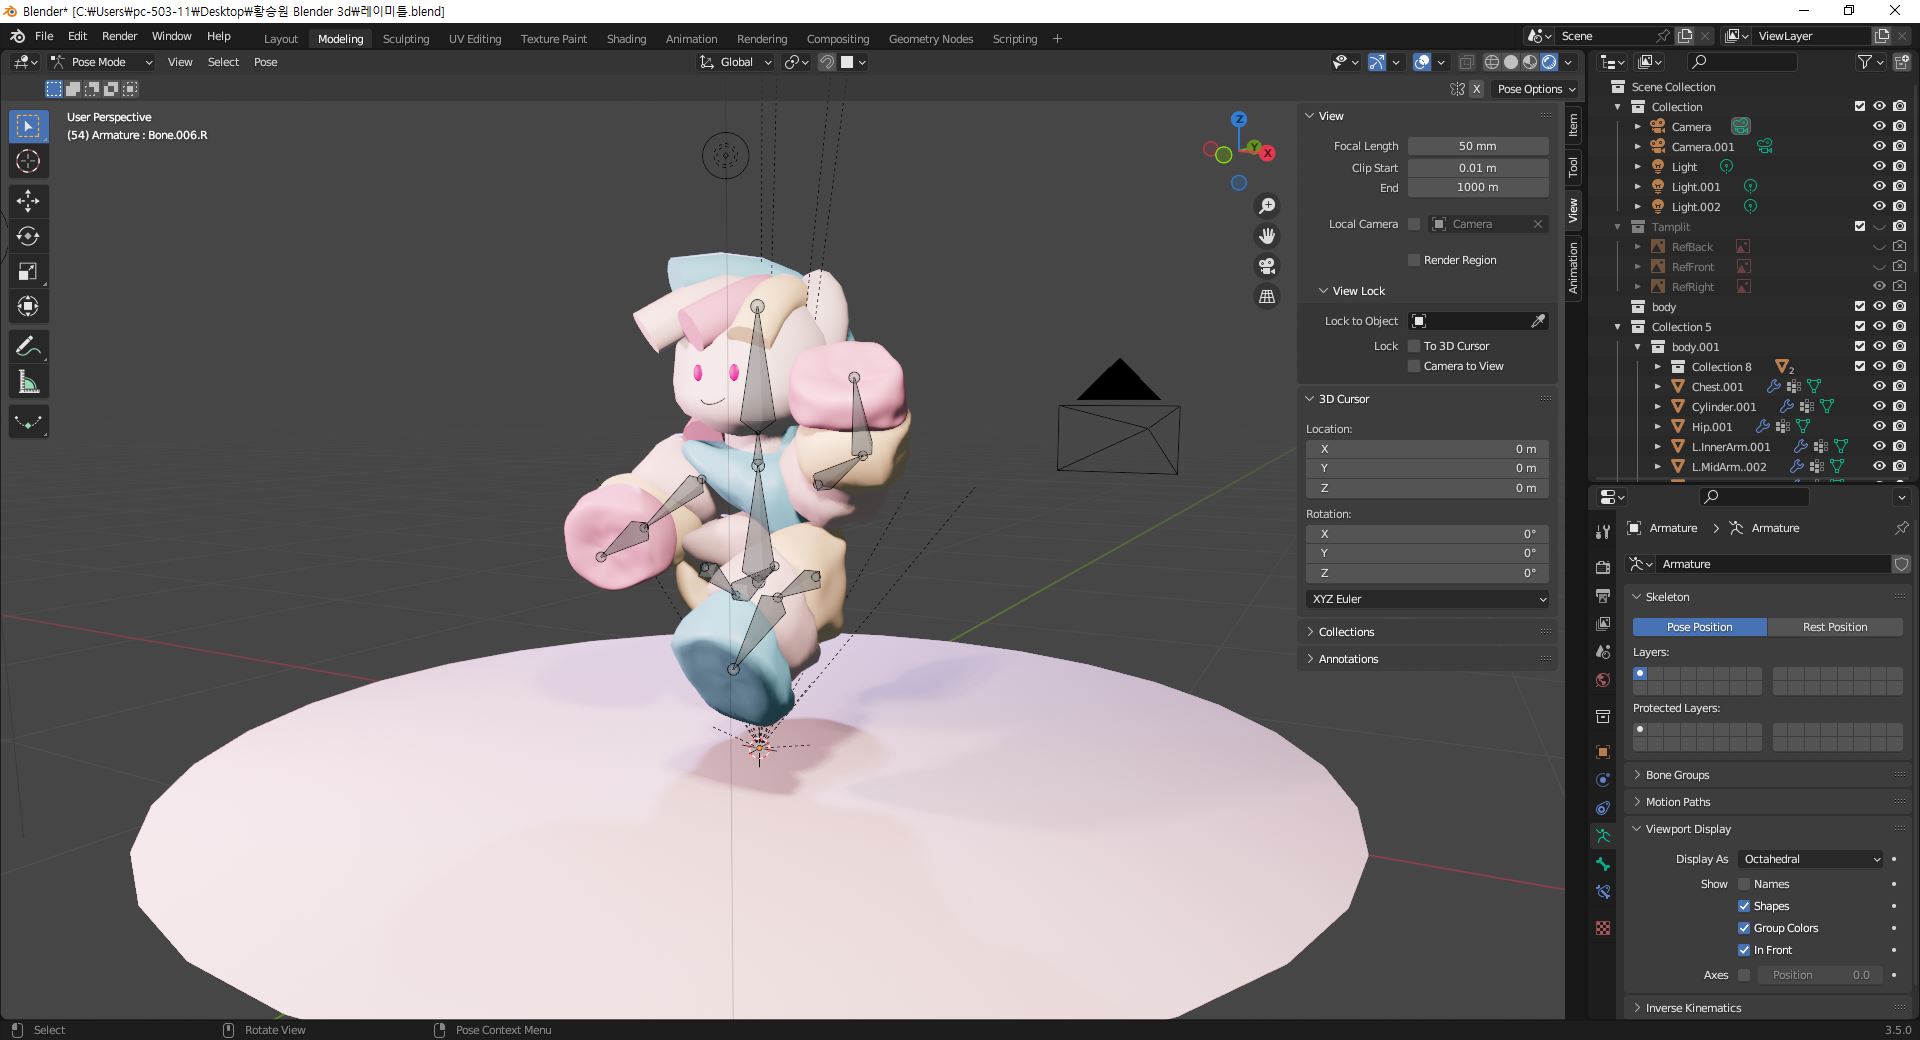 Blender* [C:₩Users₩pc-503-11₩Desktop₩황승원 Blender 3d₩레이미틀.blend]
File Edit Render Window Help
Layout Modeling Sculpting UV Editing Texture Paint Shading Animation Rendering Compositing Geometry Nodes Scripting +
Scene
ViewLayer
Pose Mode View Select Pose
Global
X Pose Options
User Perspective
(54) Armature : Bone.006.R
Z
Y
X
View
Focal Length 50 mm
Clip Start 0.01 m
End 1000 m
Local Camera Camera
Render Region
View Lock
Lock to Object
Lock To 3D Cursor
Camera to View
3D Cursor
Location:
X 0 m
Y 0 m
Z 0 m
Rotation:
X 0°
Y 0°
Z 0°
XYZ Euler
Collections
Annotations
Item
Tool
View
Animation
Scene Collection
Collection
Camera
Camera.001
Light
Light.001
Light.002
Tamplit
RefBack
RefFront
RefRight
body
Collection 5
body.001
Collection 8 2
Chest.001
Cylinder.001
Hip.001
L.InnerArm.001
L.MidArm..002
Armature Armature
Armature
Skeleton
Pose Position Rest Position
Layers:
Protected Layers:
Bone Groups
Motion Paths
Viewport Display
Display As Octahedral
Show Names
Shapes
Group Colors
In Front
Axes Position 0.0
Inverse Kinematics
Select Rotate View Pose Context Menu
3.5.0